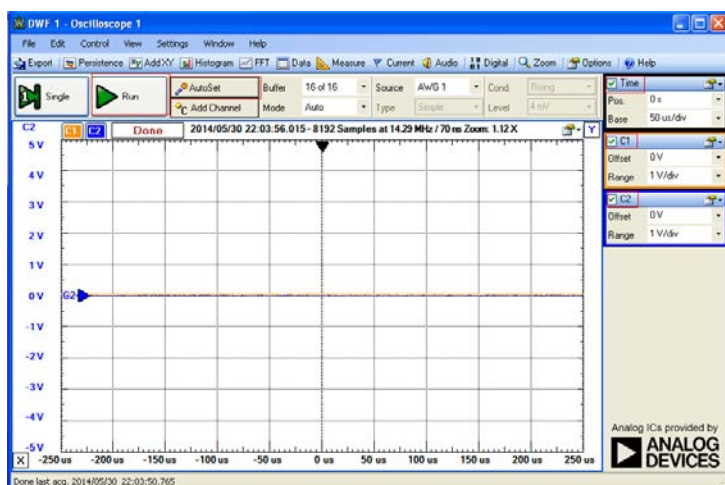 DWF 1 - Oscilloscope 1
File Edit Control View Settings Window Help
Export Persistence Add XY Histogram FFT Data Measure Current Audio Digital Zoom Options Help
Single Run AutoSet Buffer 16 of 16 Source AWG 1 Cond. Rising
Add Channel Mode Auto Type Simple Level 4 mV
C2 C1 C2 Done 2014/05/30 22:03:56.015 - 8192 Samples at 14.29 MHz / 70 ns Zoom: 1.12 X Y
5 V
4 V
3 V
2 V
1 V
0 V
-1 V
-2 V
-3 V
-4 V
-5 V
X -250 us -200 us -150 us -100 us -50 us 0 us 50 us 100 us 150 us 200 us 250 us
Done last acq. 2014/05/30 22:03:50.765
Time
Pos. 0 s
Base 50 us/div
C1
Offset 0 V
Range 1 V/div
C2
Offset 0 V
Range 1 V/div
Analog ICs provided by
ANALOG
DEVICES